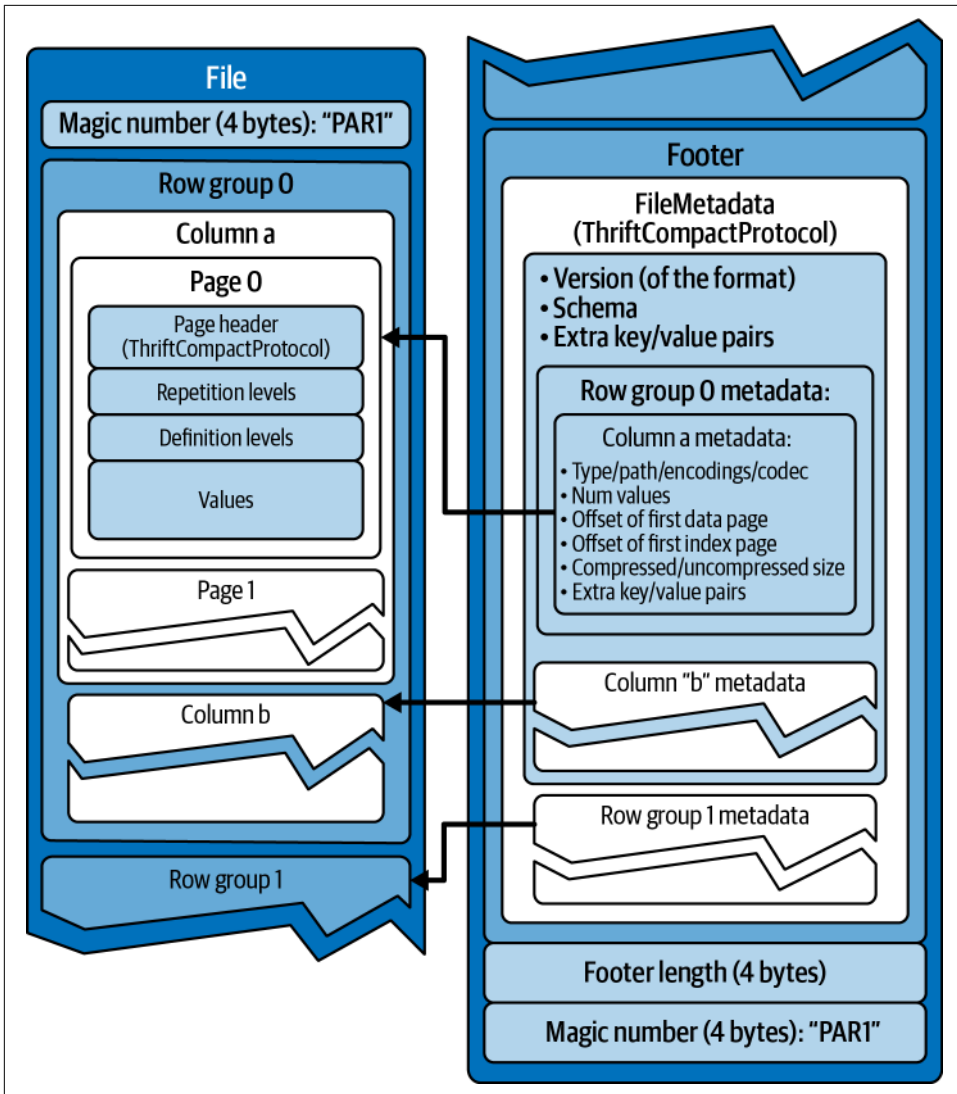 File
Magic number (4 bytes): “PAR1”
Row group 0
Column a
Page 0
Page header
(ThriftCompactProtocol)
Repetition levels
Definition levels
Values
Page 1
Column b
Row group 1
Footer
FileMetadata
(ThriftCompactProtocol)
• Version (of the format)
• Schema
• Extra key/value pairs
Row group 0 metadata:
Column a metadata:
• Type/path/encodings/codec
• Num values
• Offset of first data page
• Offset of first index page
• Compressed/uncompressed size
• Extra key/value pairs
Column “b” metadata
Row group 1 metadata
Footer length (4 bytes)
Magic number (4 bytes): “PAR1”